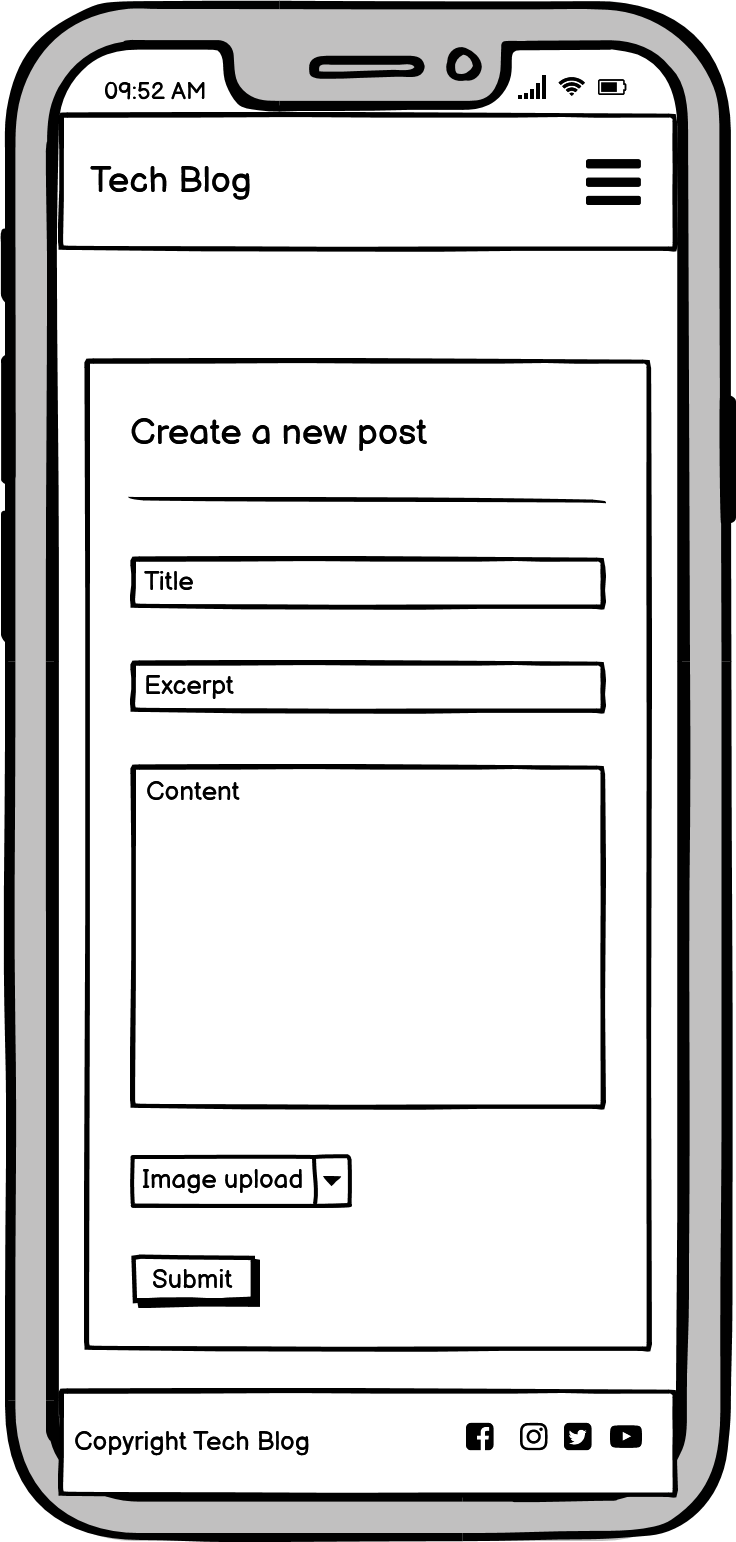 09:52 AM
Tech Blog
Create a new post
Title
Excerpt
Content
Image upload
Submit
Copyright Tech Blog